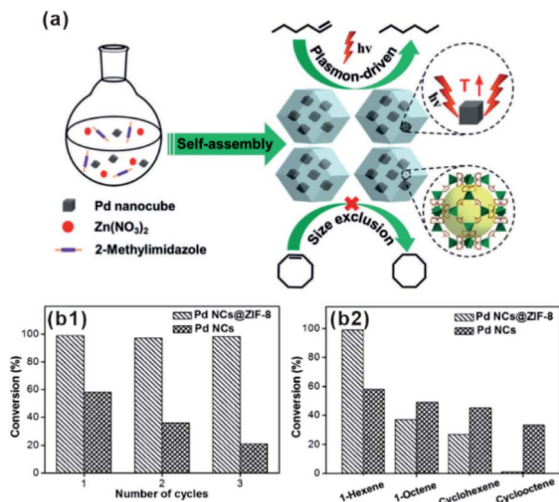 (a)
hv
Plasmon-driven
hv
T
Self-assembly
Size exclusion
Pd nanocube
Zn(NO₃)₂
2-Methylimidazole
(b1)
Pd NCs@ZIF-8
Pd NCs
100
80
60
40
20
0
Conversion (%)
1
2
3
Number of cycles
(b2)
Pd NCs@ZIF-8
Pd NCs
100
80
60
40
20
0
Conversion (%)
1-Hexene
1-Octene
Cyclohexene
Cyclooctene